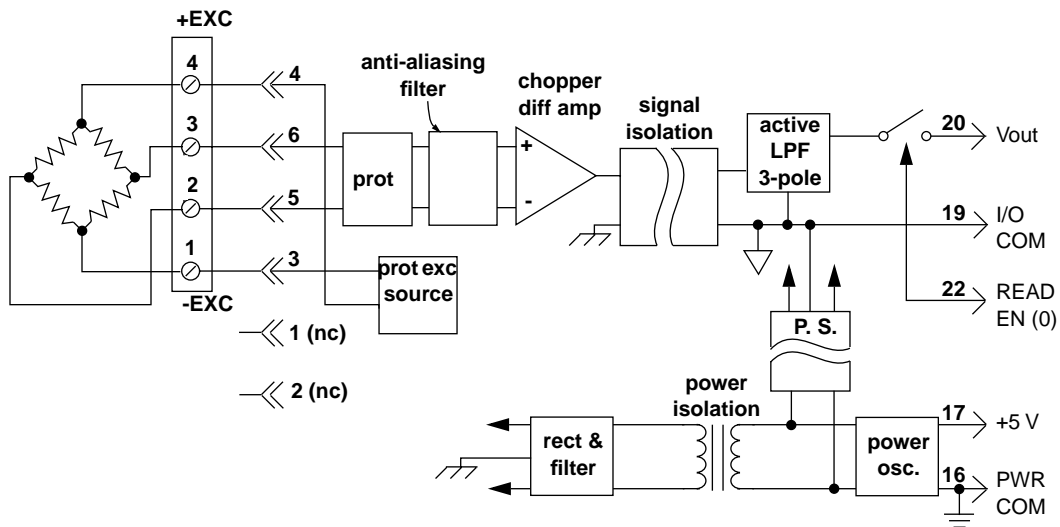 +EXC
4
3
2
1
-EXC
4
6
5
3
1 (nc)
2 (nc)
anti-aliasing
filter
prot
prot exc
source
chopper
diff amp
+
-
signal
isolation
active
LPF
3-pole
20
Vout
19
I/O
COM
22
READ
EN (0)
P. S.
power
isolation
rect &
filter
power
osc.
17
+5 V
16
PWR
COM